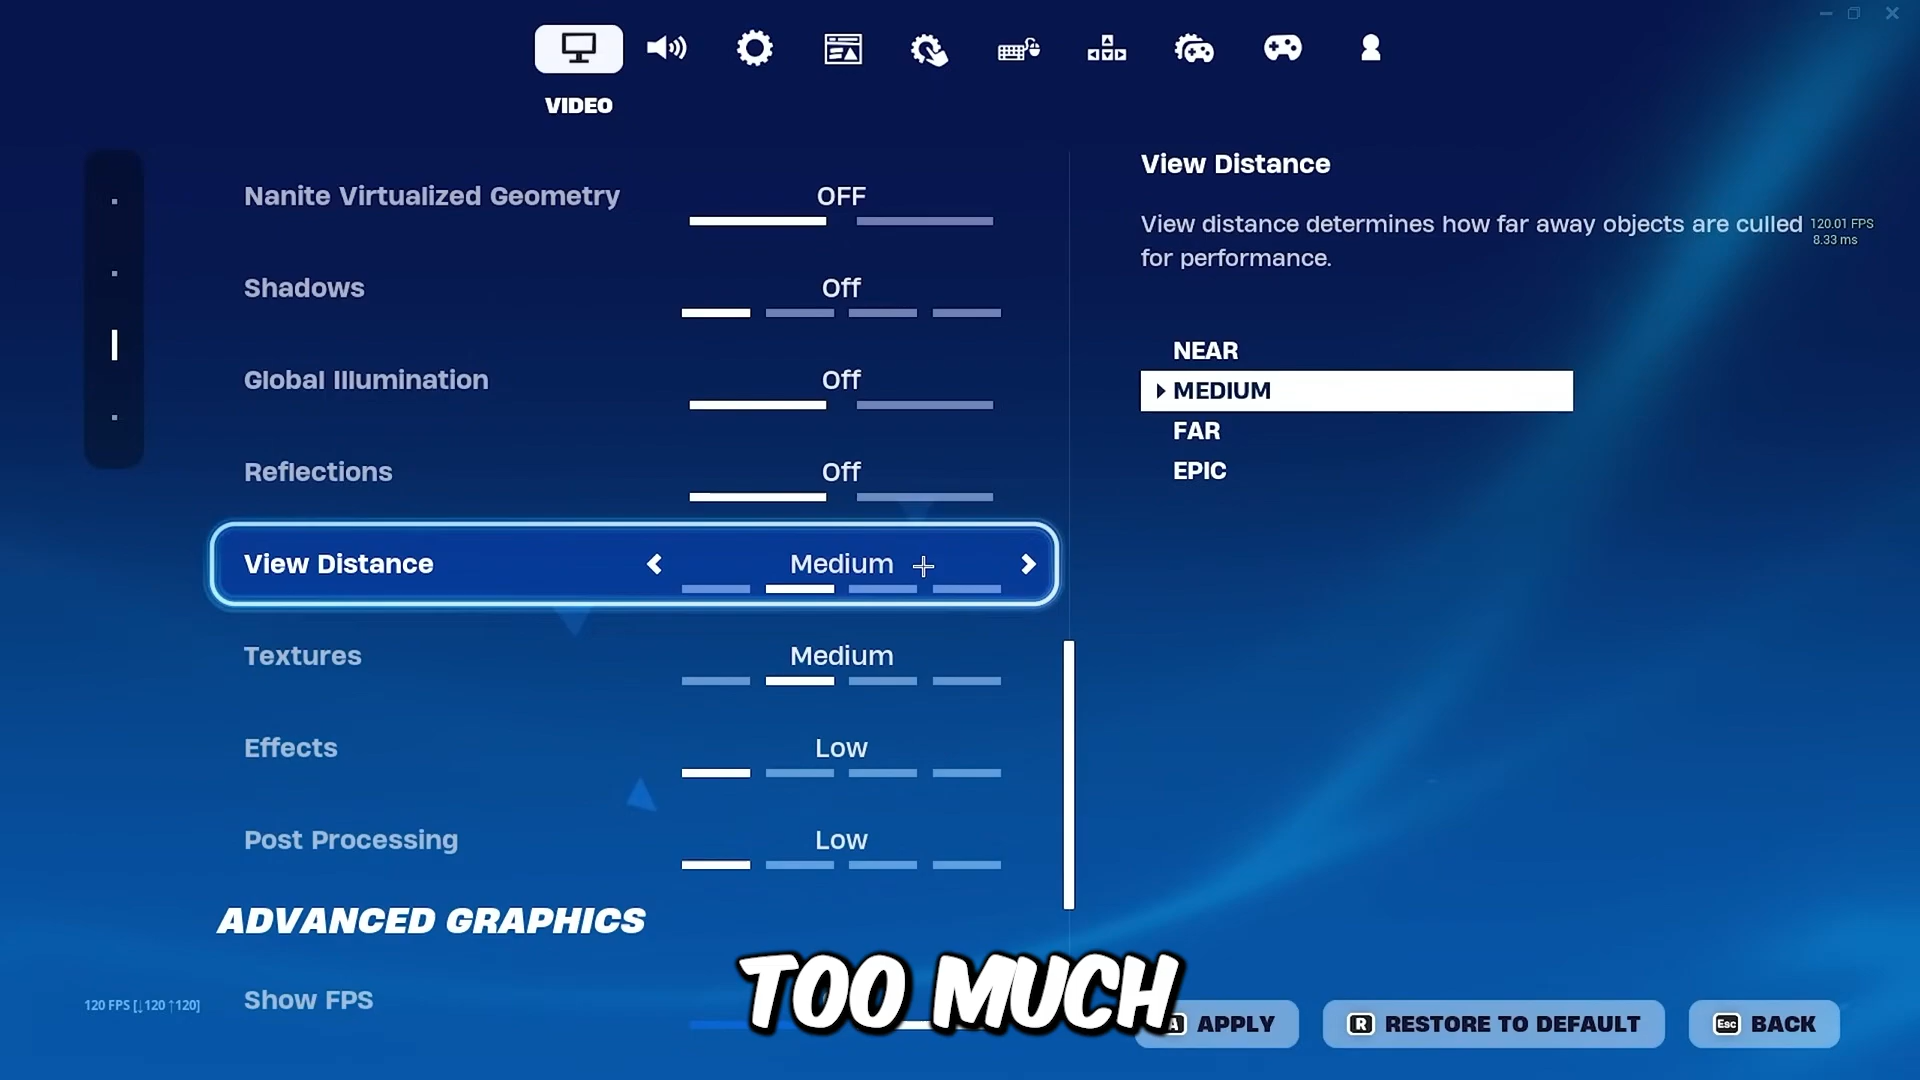 VIDEO
Nanite Virtualized Geometry
OFF
Shadows
Off
Global Illumination
Off
Reflections
Off
View Distance
Medium
Textures
Medium
Effects
Low
Post Processing
Low
ADVANCED GRAPHICS
Show FPS
View Distance
View distance determines how far away objects are culled
for performance.
120.01 FPS
8.33 ms
NEAR
MEDIUM
FAR
EPIC
120 FPS [↓120 ↑120]
TOO MUCH
A APPLY
R RESTORE TO DEFAULT
Esc BACK